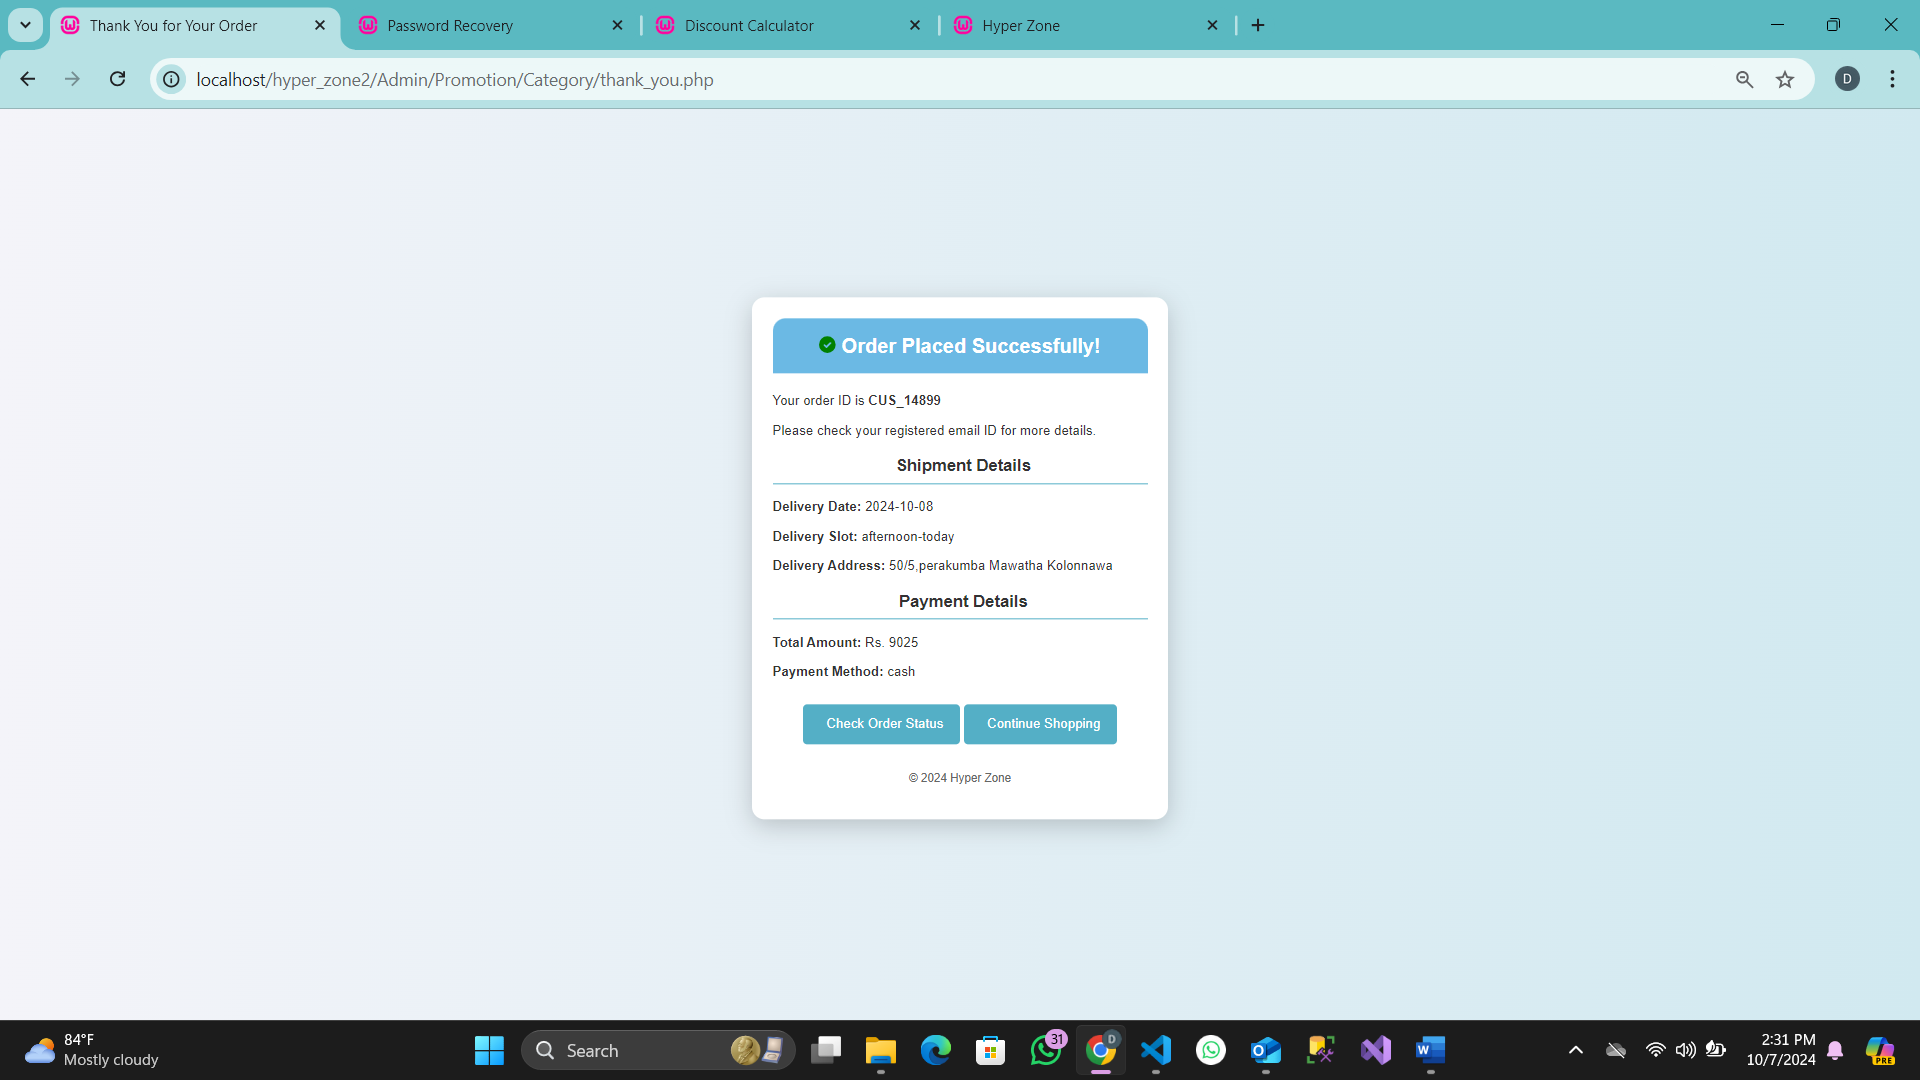 Thank You for Your Order
Password Recovery
Discount Calculator
Hyper Zone
localhost/hyper_zone2/Admin/Promotion/Category/thank_you.php
D
Order Placed Successfully!
Your order ID is CUS_14899
Please check your registered email ID for more details.
Shipment Details
Delivery Date: 2024-10-08
Delivery Slot: afternoon-today
Delivery Address: 50/5,perakumba Mawatha Kolonnawa
Payment Details
Total Amount: Rs. 9025
Payment Method: cash
Check Order Status
Continue Shopping
© 2024 Hyper Zone
84°F
Mostly cloudy
Search
31
D
2:31 PM
10/7/2024
PRE